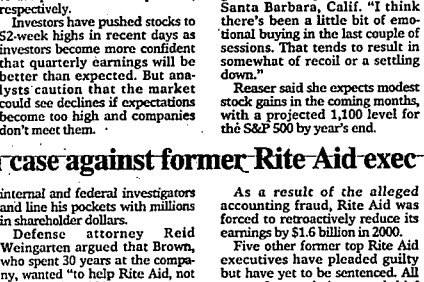 respectively.
Investors have pushed stocks to
52-week highs in recent days as
investors become more confident
that quarterly earnings will be
better than expected. But ana-
lysts caution that the market
could see declines if expectations
become too high and companies
don't meet them.
Santa Barbara, Calif. "I think
there's been a little bit of emo-
tional buying in the last couple of
sessions. That tends to result in
somewhat of recoil or a settling
down."
Reaser said she expects modest
stock gains in the coming months,
with a projected 1,100 level for
the S&P 500 by year's end.
case against former Rite Aid exec-
internal and federal investigators
and line his pockets with millions
in shareholder dollars.
Defense attorney Reid
Weingarten argued that Brown,
who spent 30 years at the compa-
ny, wanted "to help Rite Aid, not
As a result of the alleged
accounting fraud, Rite Aid was
forced to retroactively reduce its
earnings by $1.6 billion in 2000.
Five other former top Rite Aid
executives have pleaded guilty
but have yet to be sentenced. All